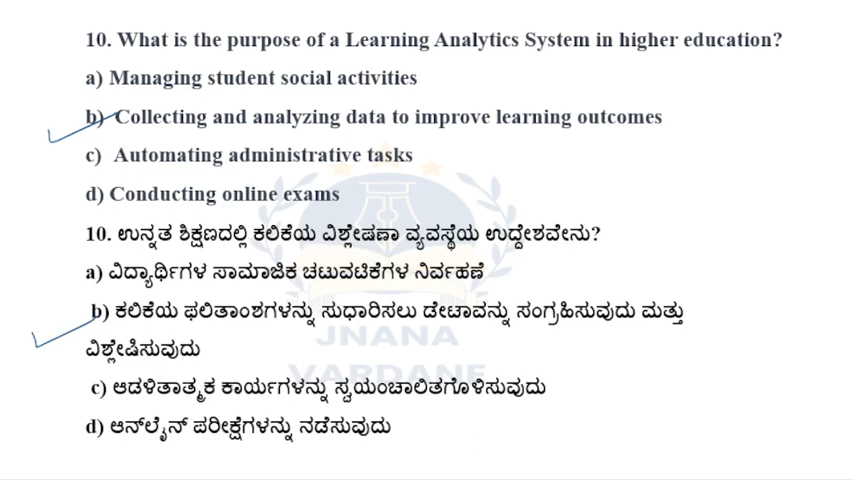 10. What is the purpose of a Learning Analytics System in higher education?
a) Managing student social activities
b) Collecting and analyzing data to improve learning outcomes
c) Automating administrative tasks
d) Conducting online exams
10. ಉನ್ನತ ಶಿಕ್ಷಣದಲ್ಲಿ ಕಲಿಕೆಯ ವಿಶ್ಲೇಷಣಾ ವ್ಯವಸ್ಥೆಯ ಉದ್ದೇಶವೇನು?
a) ವಿದ್ಯಾರ್ಥಿಗಳ ಸಾಮಾಜಿಕ ಚಟುವಟಿಕೆಗಳ ನಿರ್ವಹಣೆ
b) ಕಲಿಕೆಯ ಫಲಿತಾಂಶಗಳನ್ನು ಸುಧಾರಿಸಲು ಡೇಟಾವನ್ನು ಸಂಗ್ರಹಿಸುವುದು ಮತ್ತು
JNANA
ವಿಶ್ಲೇಷಿಸುವುದು
VARDANE
c) ಆಡಳಿತಾತ್ಮಕ ಕಾರ್ಯಗಳನ್ನು ಸ್ವಯಂಚಾಲಿತಗೊಳಿಸುವುದು
d) ಆನ್‌ಲೈನ್ ಪರೀಕ್ಷೆಗಳನ್ನು ನಡೆಸುವುದು